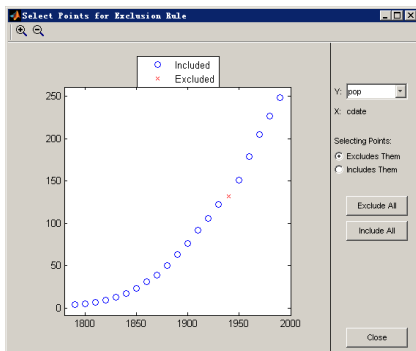 Select Points for Exclusion Rule
Included
Excluded
250
200
150
100
50
0
1800
1850
1900
1950
2000
Y: pop
X: cdate
Selecting Points:
Excludes Them
Includes Them
Exclude All
Include All
Close